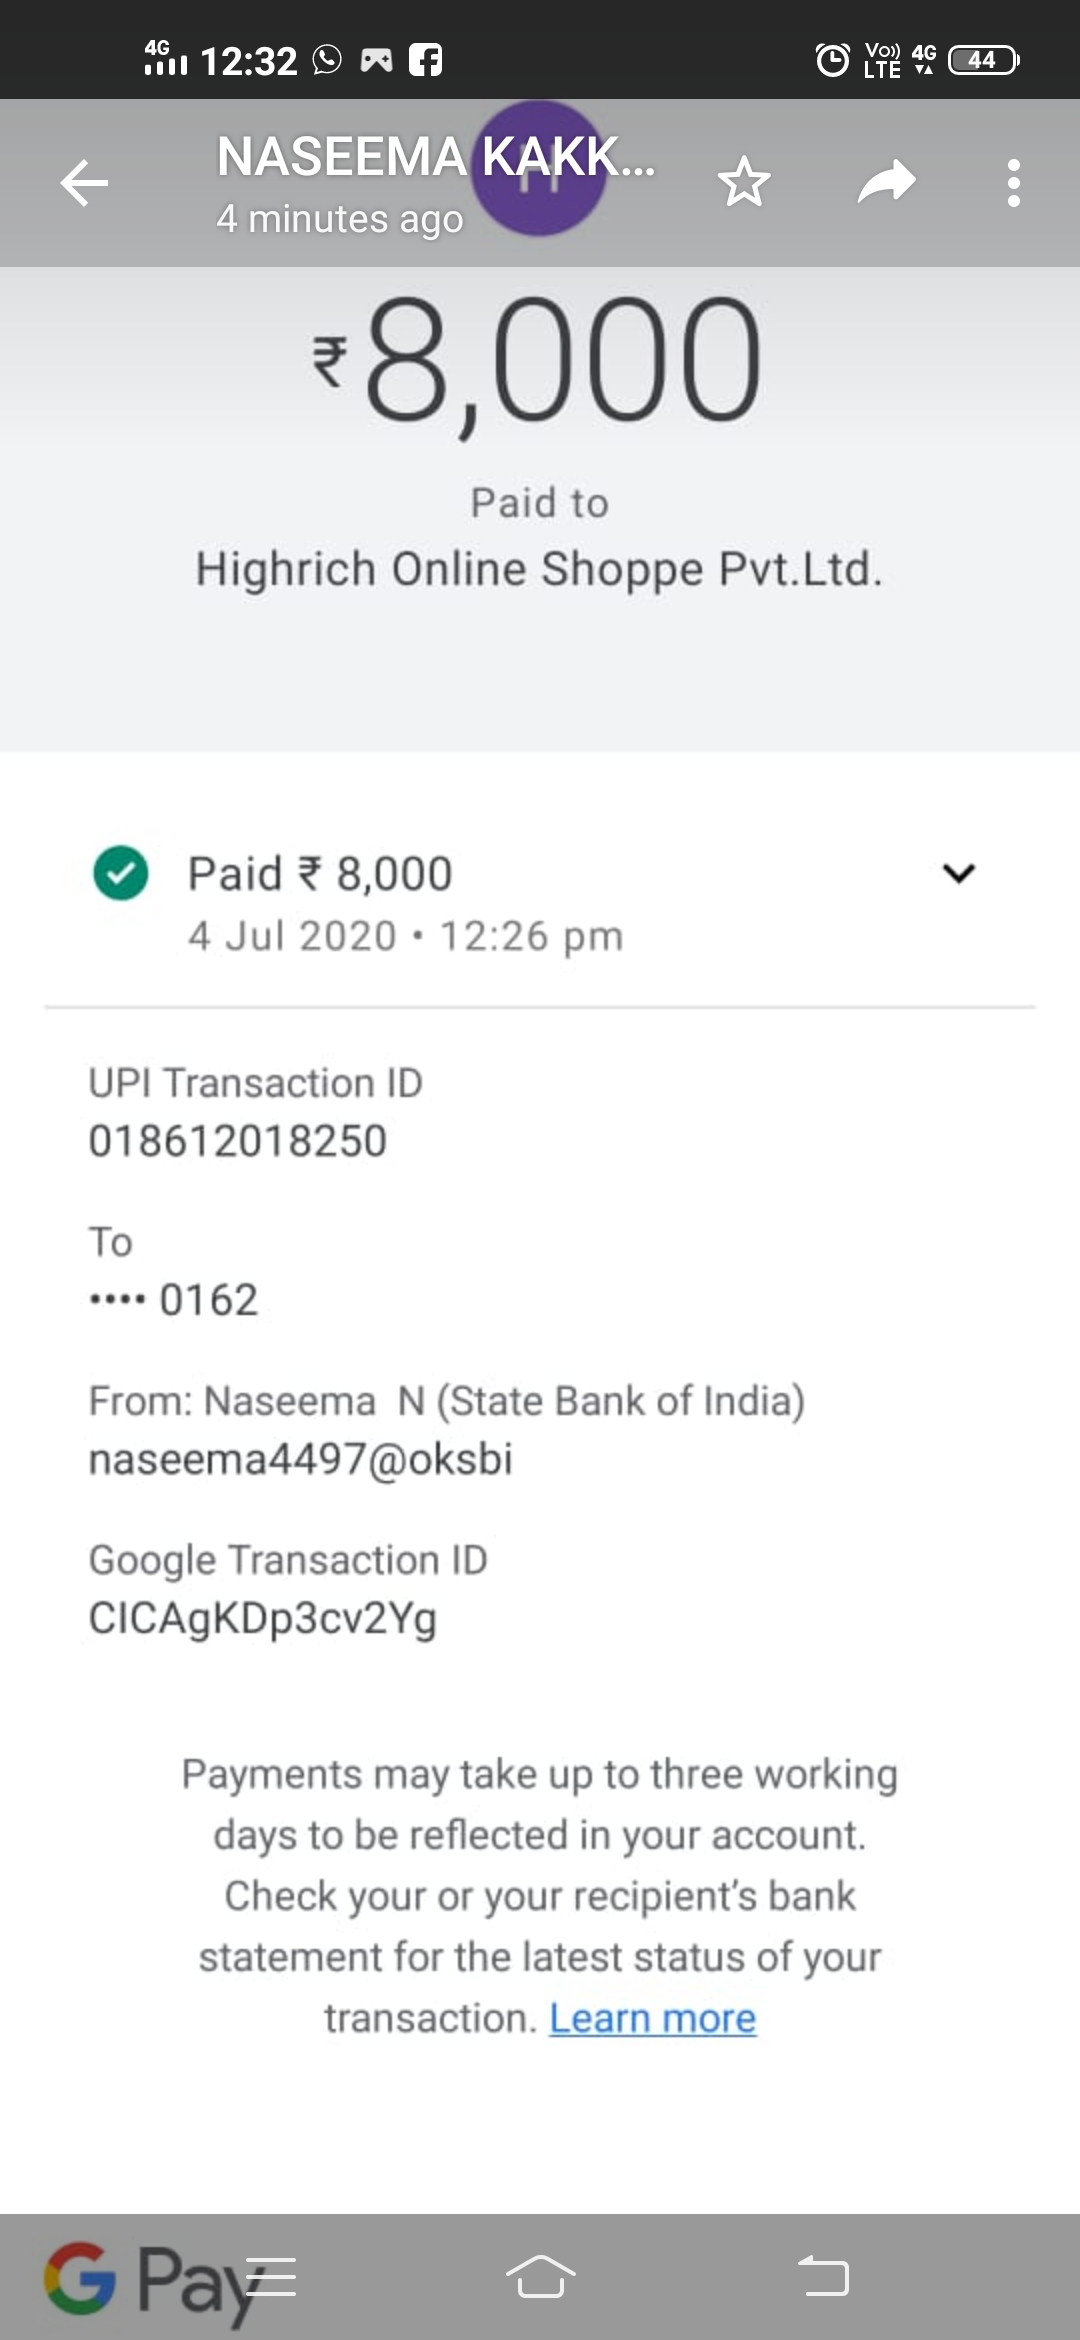 4G 12:32 Vo)) LTE 4G 44
NASEEMA KAKK...
4 minutes ago
H
₹8,000
Paid to
Highrich Online Shoppe Pvt.Ltd.
Paid ₹ 8,000
4 Jul 2020 • 12:26 pm
UPI Transaction ID
018612018250
To
•••• 0162
From: Naseema  N (State Bank of India)
naseema4497@oksbi
Google Transaction ID
CICAgKDp3cv2Yg
Payments may take up to three working
days to be reflected in your account.
Check your or your recipient's bank
statement for the latest status of your
transaction. Learn more
G Pay